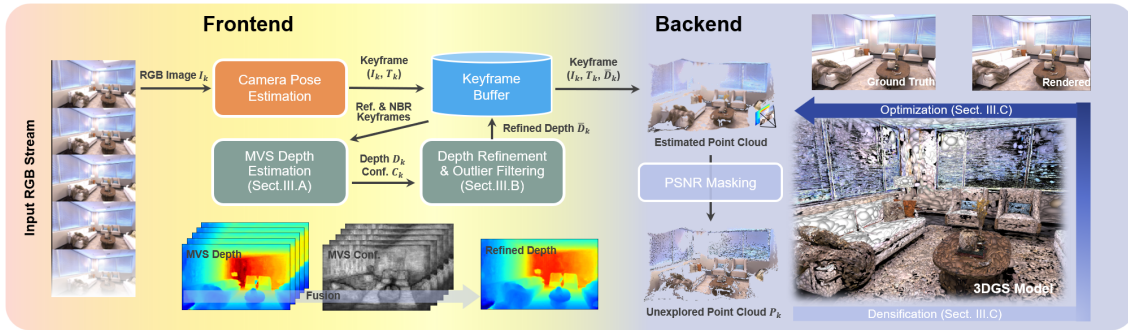 Frontend
Backend
Input RGB Stream
RGB Image I_k
Camera Pose
Estimation
Keyframe
(I_k, T_k)
Keyframe
Buffer
Keyframe
(I_k, T_k, D̅_k)
Ref. & NBR
Keyframes
Refined Depth D̅_k
MVS Depth
Estimation
(Sect.III.A)
Depth D_k
Conf. C_k
Depth Refinement
& Outlier Filtering
(Sect.III.B)
MVS Depth
MVS Conf.
Refined Depth
Fusion
Estimated Point Cloud
PSNR Masking
Unexplored Point Cloud P_k
Ground Truth
Rendered
Optimization (Sect. III.C)
3DGS Model
Densification (Sect. III.C)